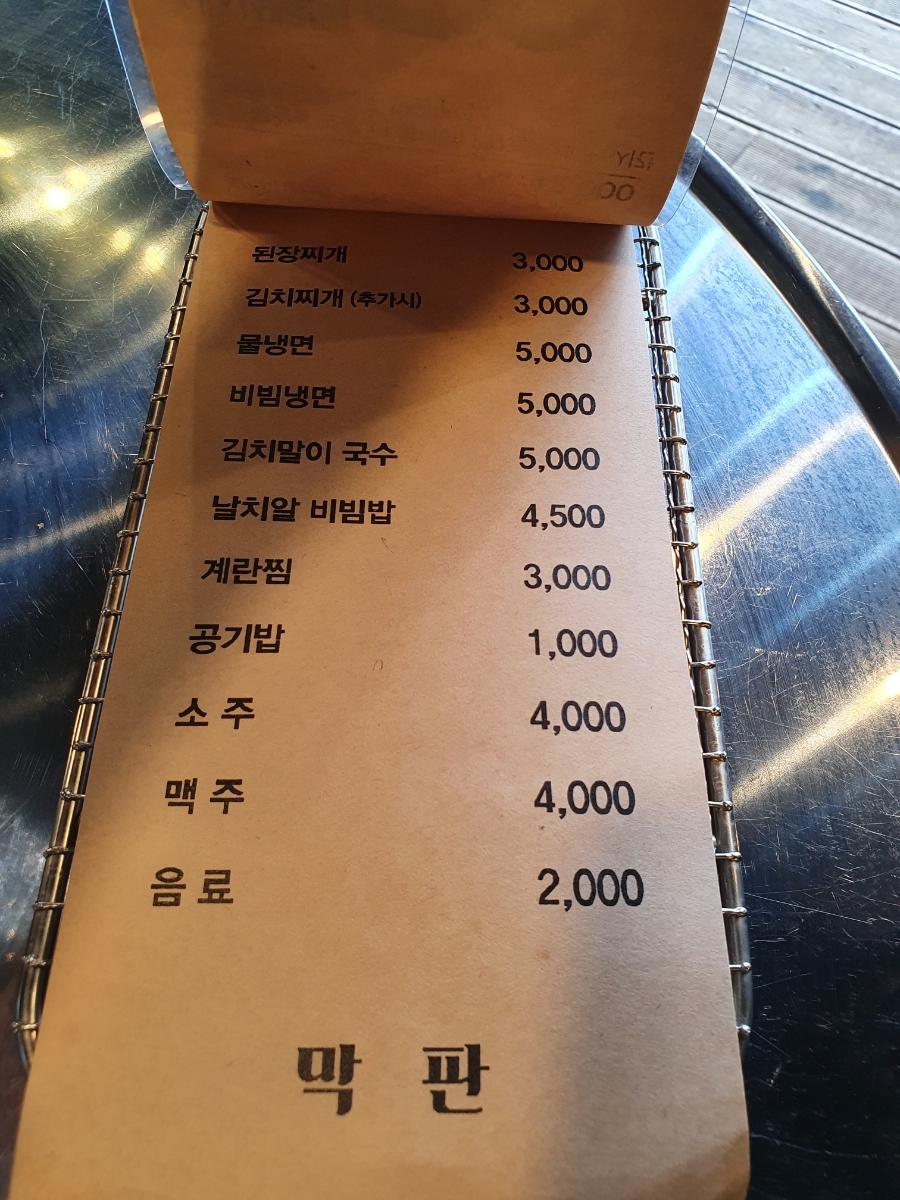 된장찌개 3,000
김치찌개 (추가시) 3,000
물냉면 5,000
비빔냉면 5,000
김치말이 국수 5,000
날치알 비빔밥 4,500
계란찜 3,000
공기밥 1,000
소 주 4,000
맥 주 4,000
음 료 2,000
막 판